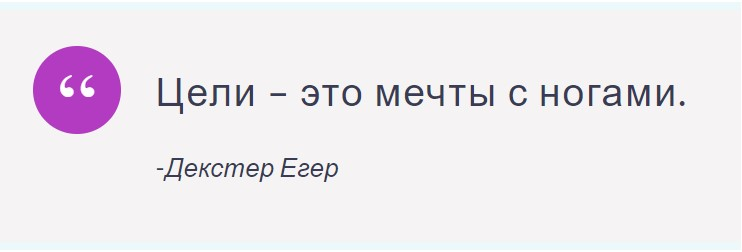 “
Цели – это мечты с ногами.
-Декстер Егер